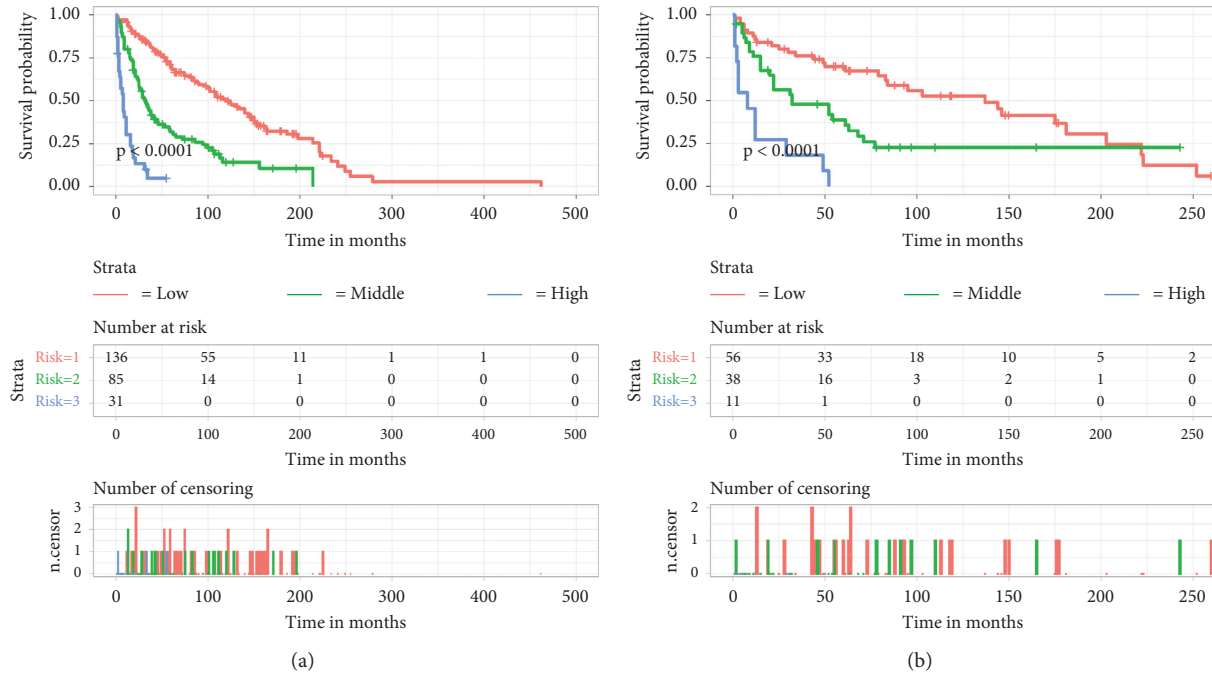 Survival probability
1.00
0.75
0.50
0.25
0.00
p < 0.0001
0 100 200 300 400 500
Time in months
Strata
= Low = Middle = High
Number at risk
Strata
Risk=1 136 55 11 1 1 0
Risk=2 85 14 1 0 0 0
Risk=3 31 0 0 0 0 0
0 100 200 300 400 500
Time in months
Number of censoring
n.censor
3
2
1
0
0 100 200 300 400 500
Time in months
(a)
Survival probability
1.00
0.75
0.50
0.25
0.00
p < 0.0001
0 50 100 150 200 250
Time in months
Strata
= Low = Middle = High
Number at risk
Strata
Risk=1 56 33 18 10 5 2
Risk=2 38 16 3 2 1 0
Risk=3 11 1 0 0 0 0
0 50 100 150 200 250
Time in months
Number of censoring
n.censor
2
1
0
0 50 100 150 200 250
Time in months
(b)